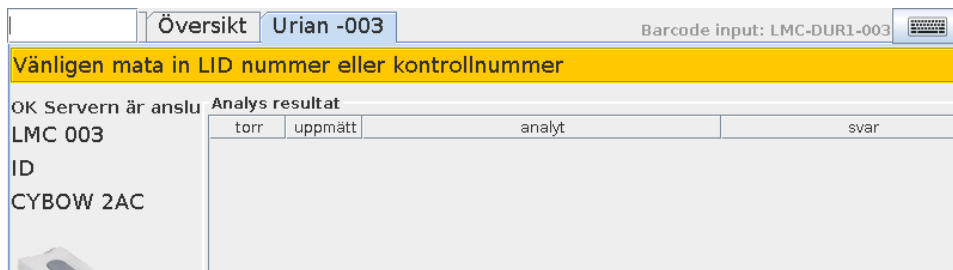 Översikt Urian -003 Barcode input: LMC-DUR1-003
Vänligen mata in LID nummer eller kontrollnummer
OK Servern är anslu Analys resultat
torr uppmätt analyt svar
LMC 003
ID
CYBOW 2AC